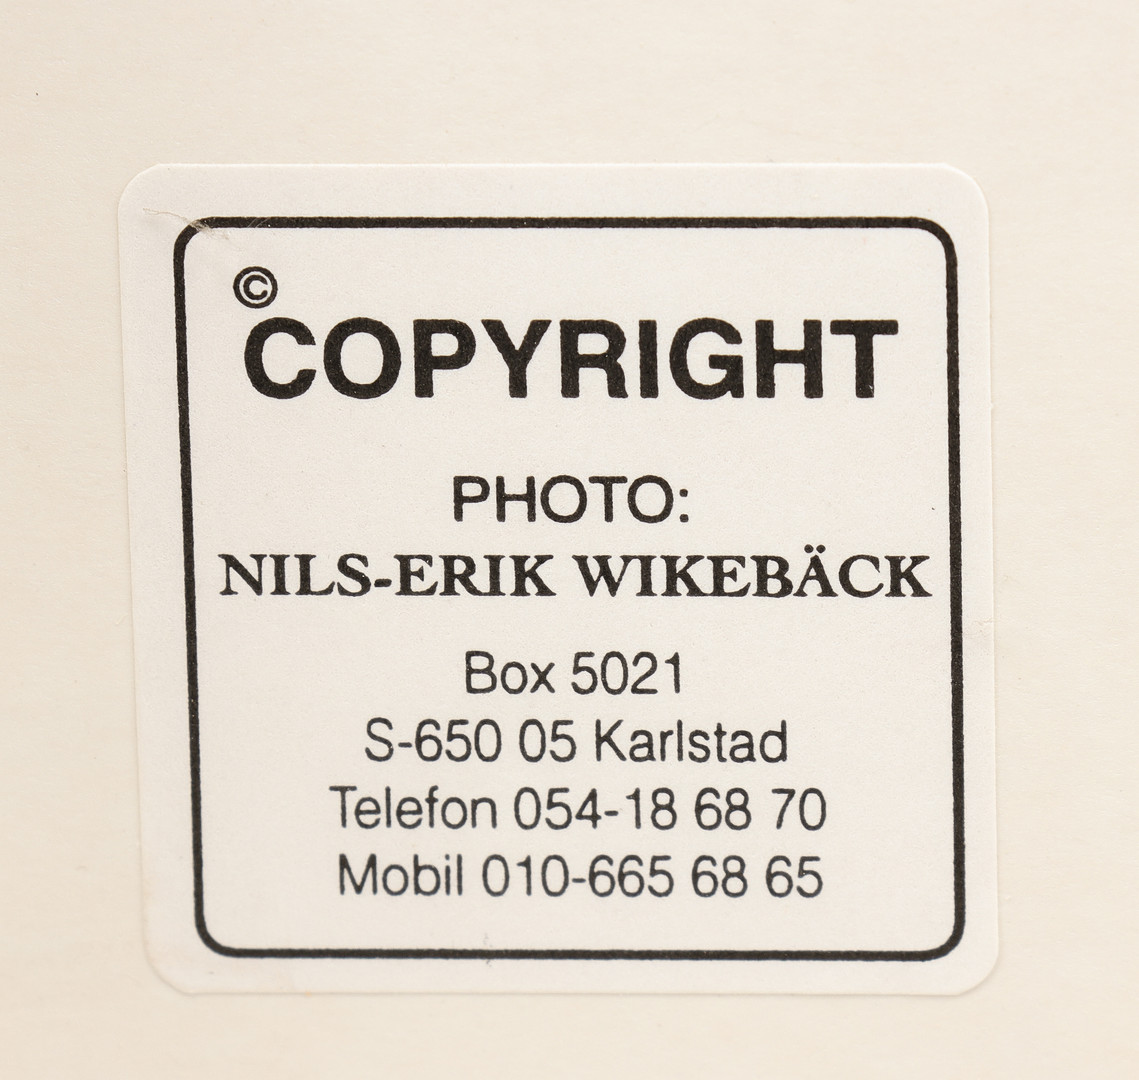 ©
COPYRIGHT
PHOTO:
NILS-ERIK WIKEBÄCK
Box 5021
S-650 05 Karlstad
Telefon 054-18 68 70
Mobil 010-665 68 65